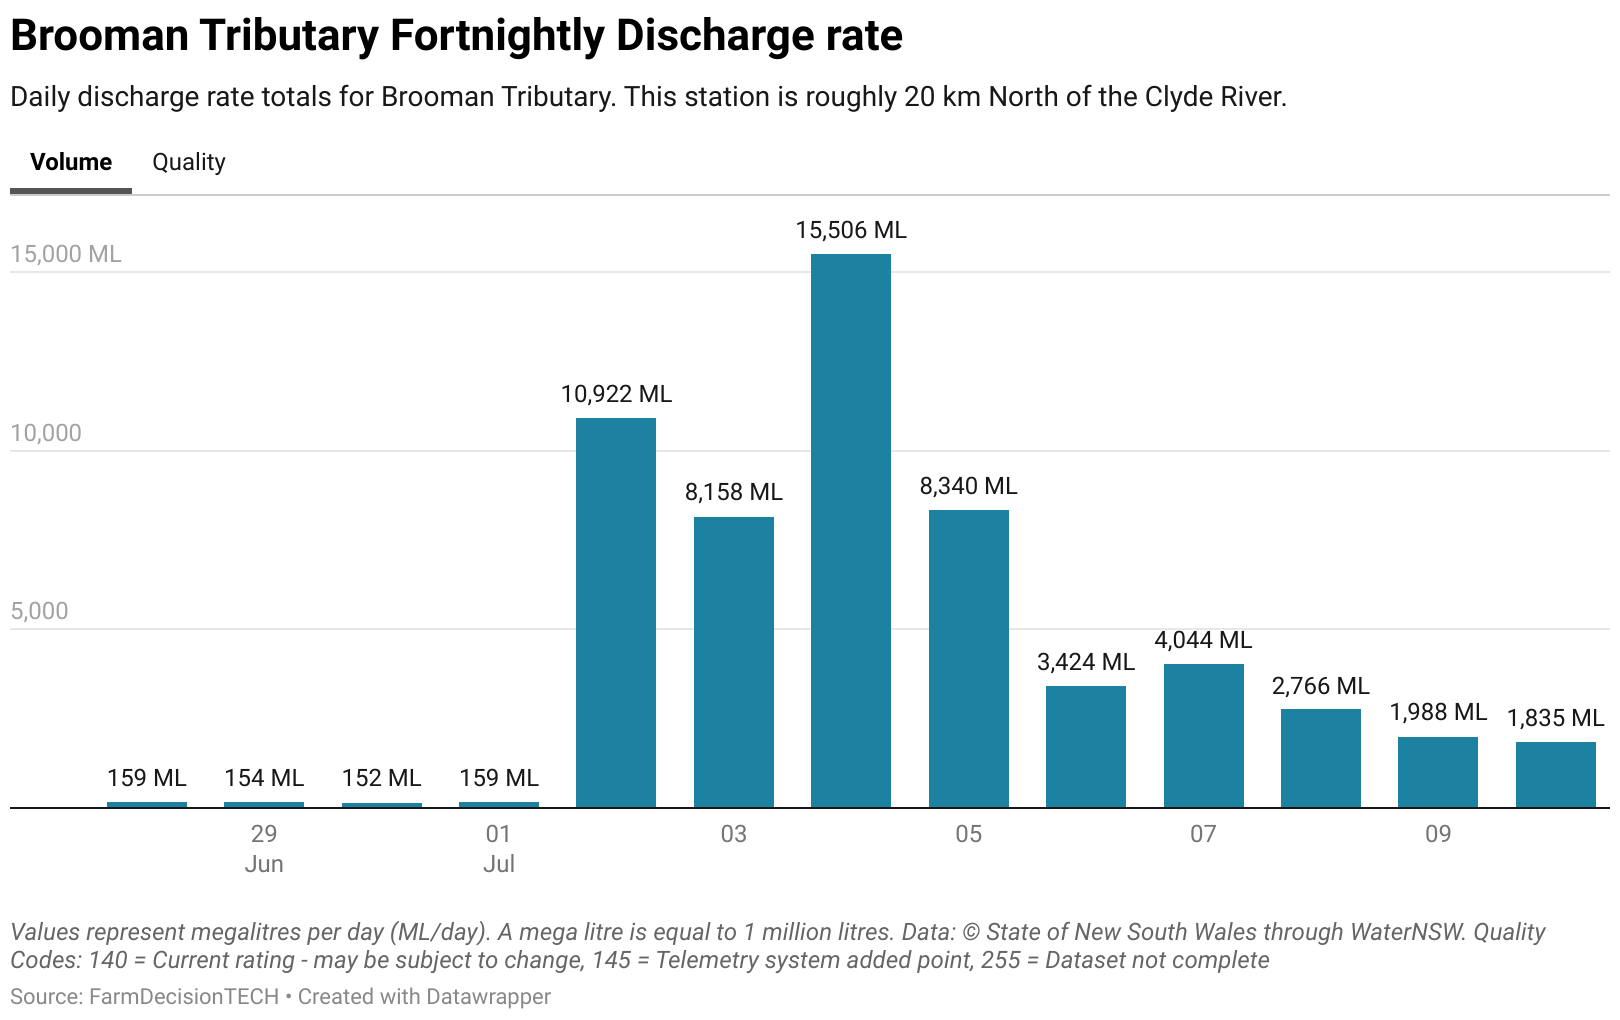 Brooman Tributary Fortnightly Discharge rate
Daily discharge rate totals for Brooman Tributary. This station is roughly 20 km North of the Clyde River.
Volume Quality
15,506 ML
15,000 ML
10,922 ML
10,000
8,158 ML
8,340 ML
5,000
3,424 ML
4,044 ML
2,766 ML
1,988 ML
1,835 ML
159 ML
154 ML
152 ML
159 ML
29 01 03 05 07 09
Jun Jul
Values represent megalitres per day (ML/day). A mega litre is equal to 1 million litres. Data: © State of New South Wales through WaterNSW. Quality
Codes: 140 = Current rating - may be subject to change, 145 = Telemetry system added point, 255 = Dataset not complete
Source: FarmDecisionTECH • Created with Datawrapper